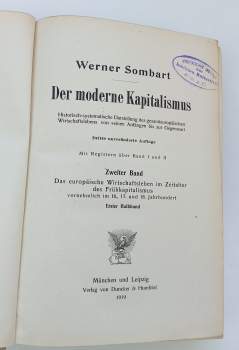 Werner Sombart
Der moderne Kapitalismus
Historisch-systematische Darstellung des gesamteuropäischen
Wirtschaftslebens von seinen Anfängen bis zur Gegenwart
Dritte unveränderte Auflage
Mit Registern über Band I und II
Zweiter Band
Das europäische Wirtschaftsleben im Zeitalter
des Frühkapitalismus
vornehmlich im 16., 17. und 18. Jahrhundert
Erster Halbband
München und Leipzig
Verlag von Duncker & Humblot
1919